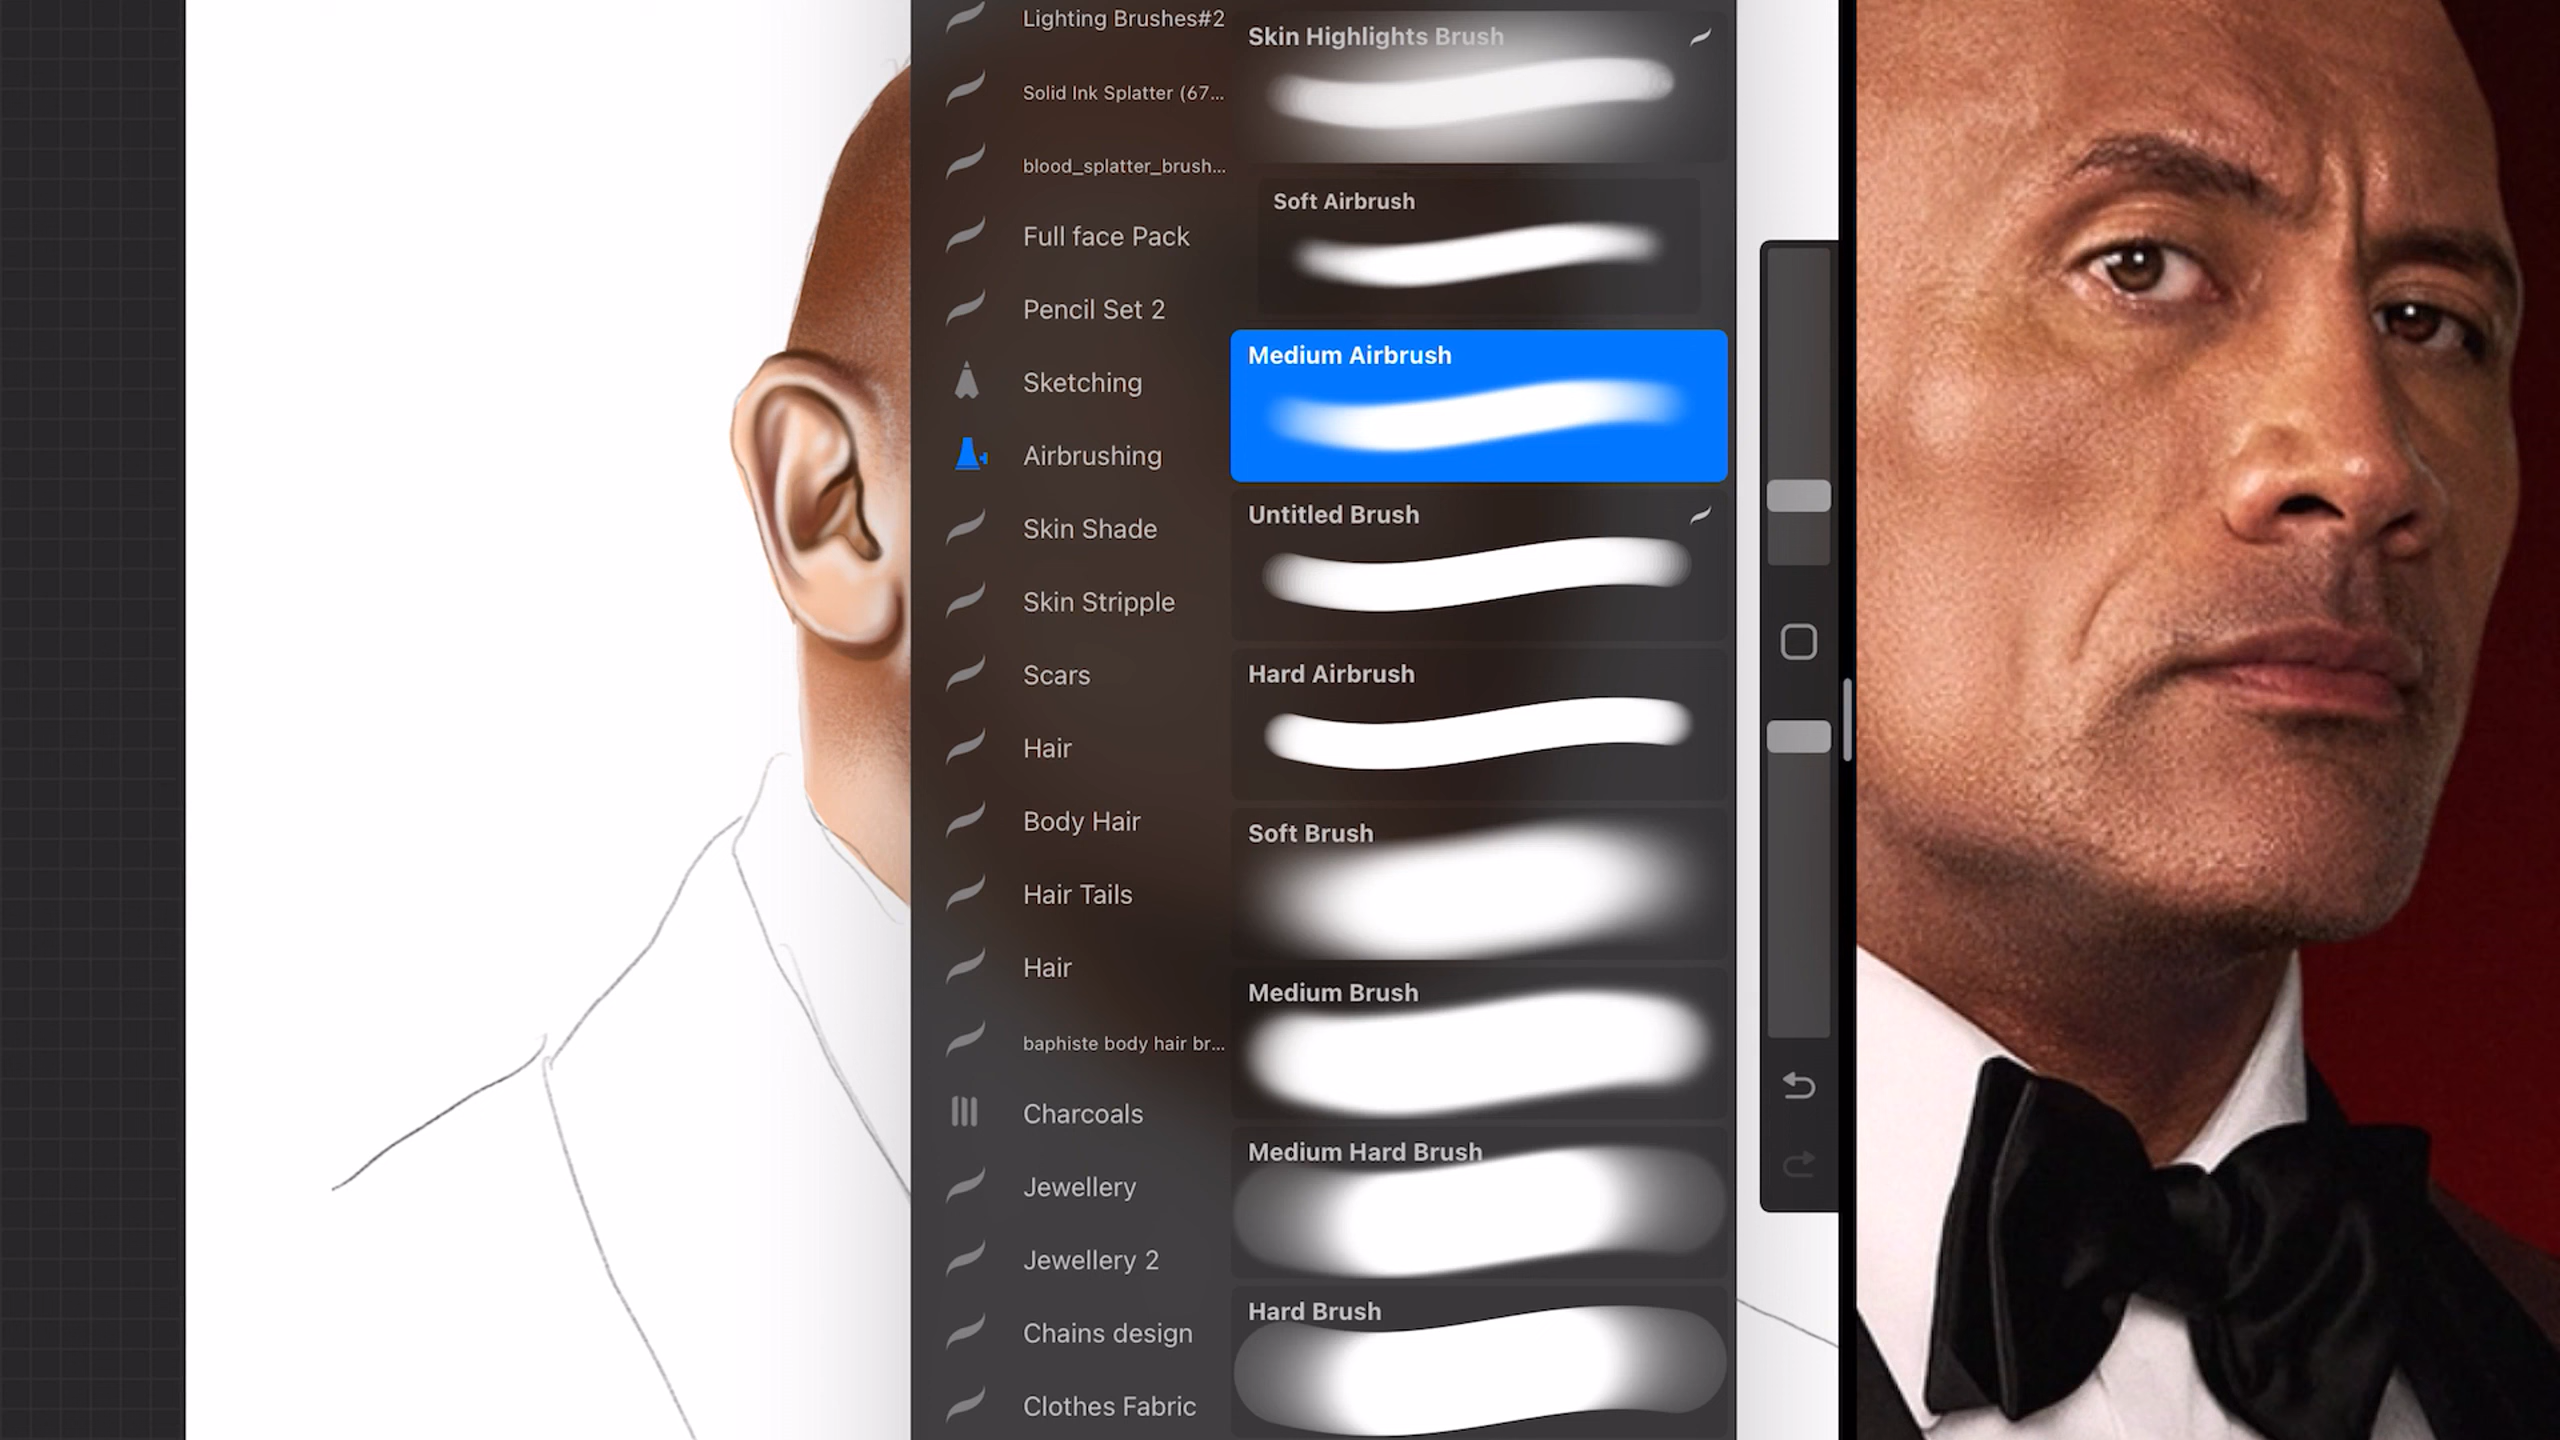 Lighting Brushes#2
Solid Ink Splatter (67...
blood_splatter_brush...
Full face Pack
Pencil Set 2
Sketching
Airbrushing
Skin Shade
Skin Stripple
Scars
Hair
Body Hair
Hair Tails
Hair
baphiste body hair br...
Charcoals
Jewellery
Jewellery 2
Chains design
Clothes Fabric
Skin Highlights Brush
Soft Airbrush
Medium Airbrush
Untitled Brush
Hard Airbrush
Soft Brush
Medium Brush
Medium Hard Brush
Hard Brush